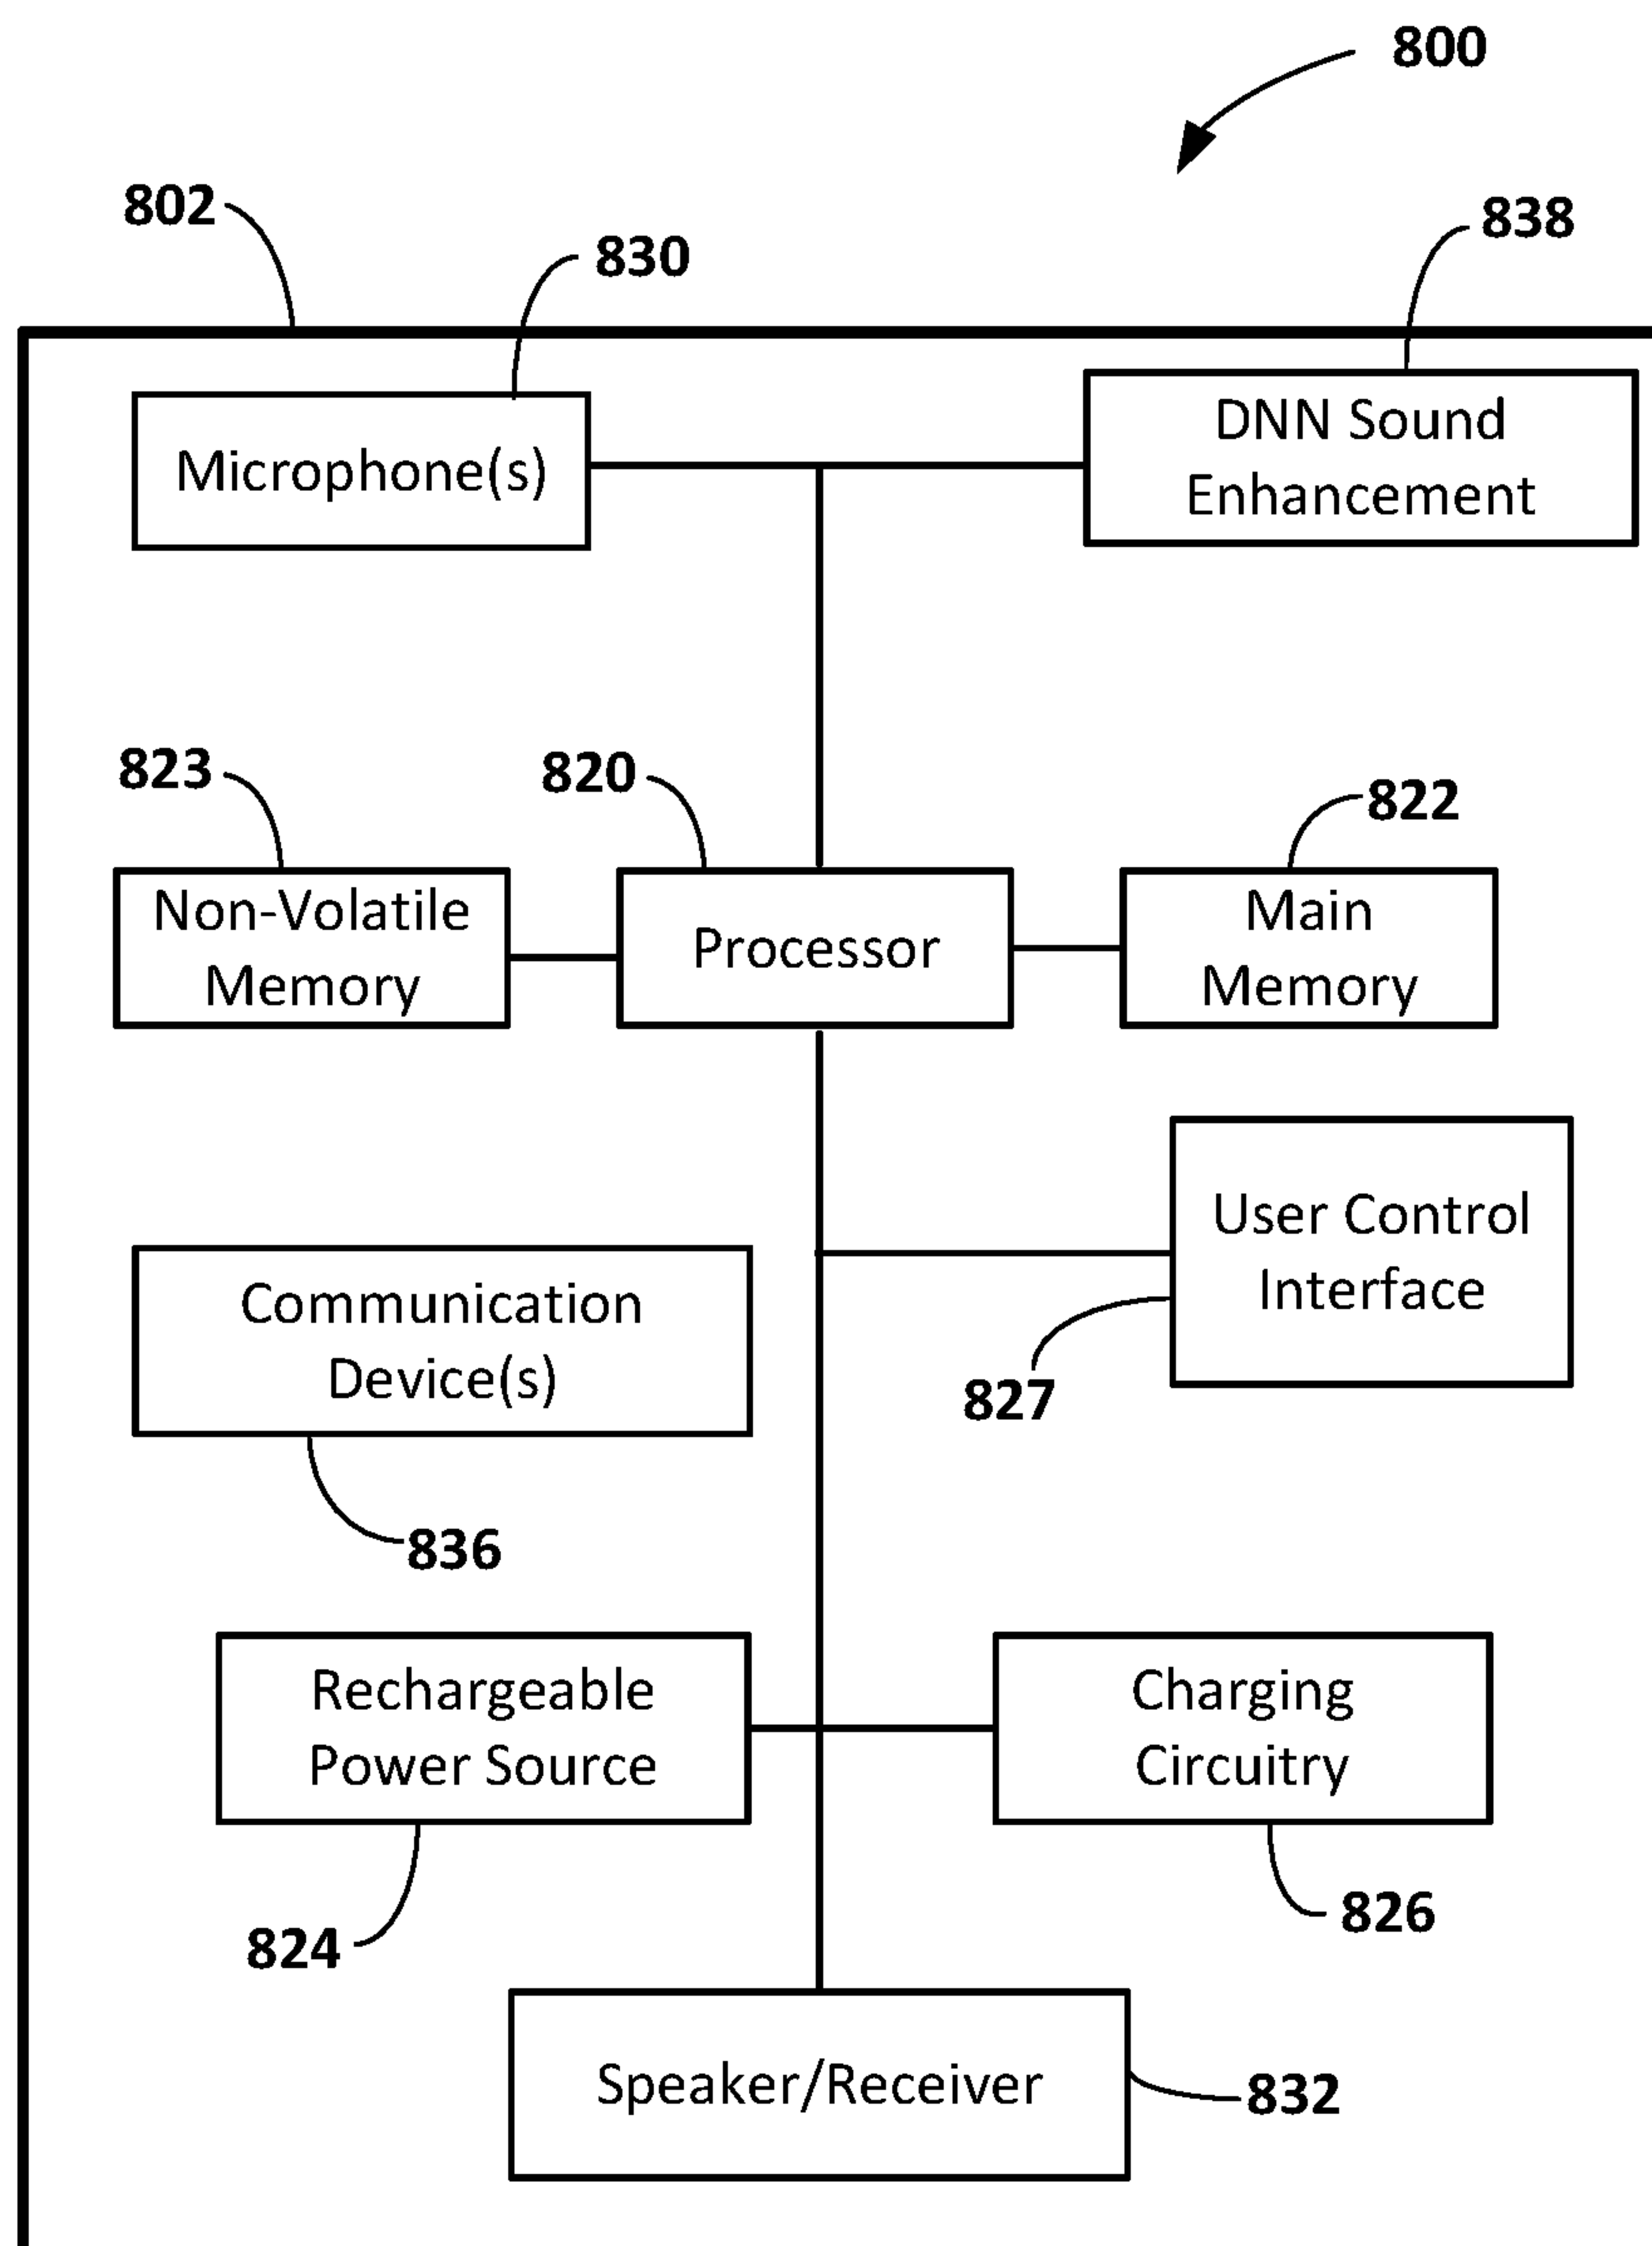 800
802
830
838
Microphone(s)
DNN Sound
Enhancement
823
820
822
Non-Volatile
Memory
Processor
Main
Memory
User Control
Interface
Communication
Device(s)
827
836
Rechargeable
Power Source
Charging
Circuitry
824
826
Speaker/Receiver
832